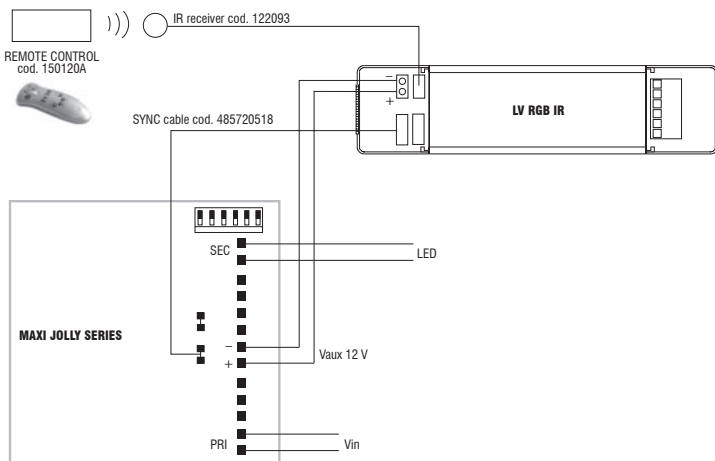 IR receiver cod. 122093
REMOTE CONTROL
cod. 150120A
SYNC cable cod. 485720518
–
+
LV RGB IR
SEC
LED
MAXI JOLLY SERIES
–
+
Vaux 12 V
PRI
Vin